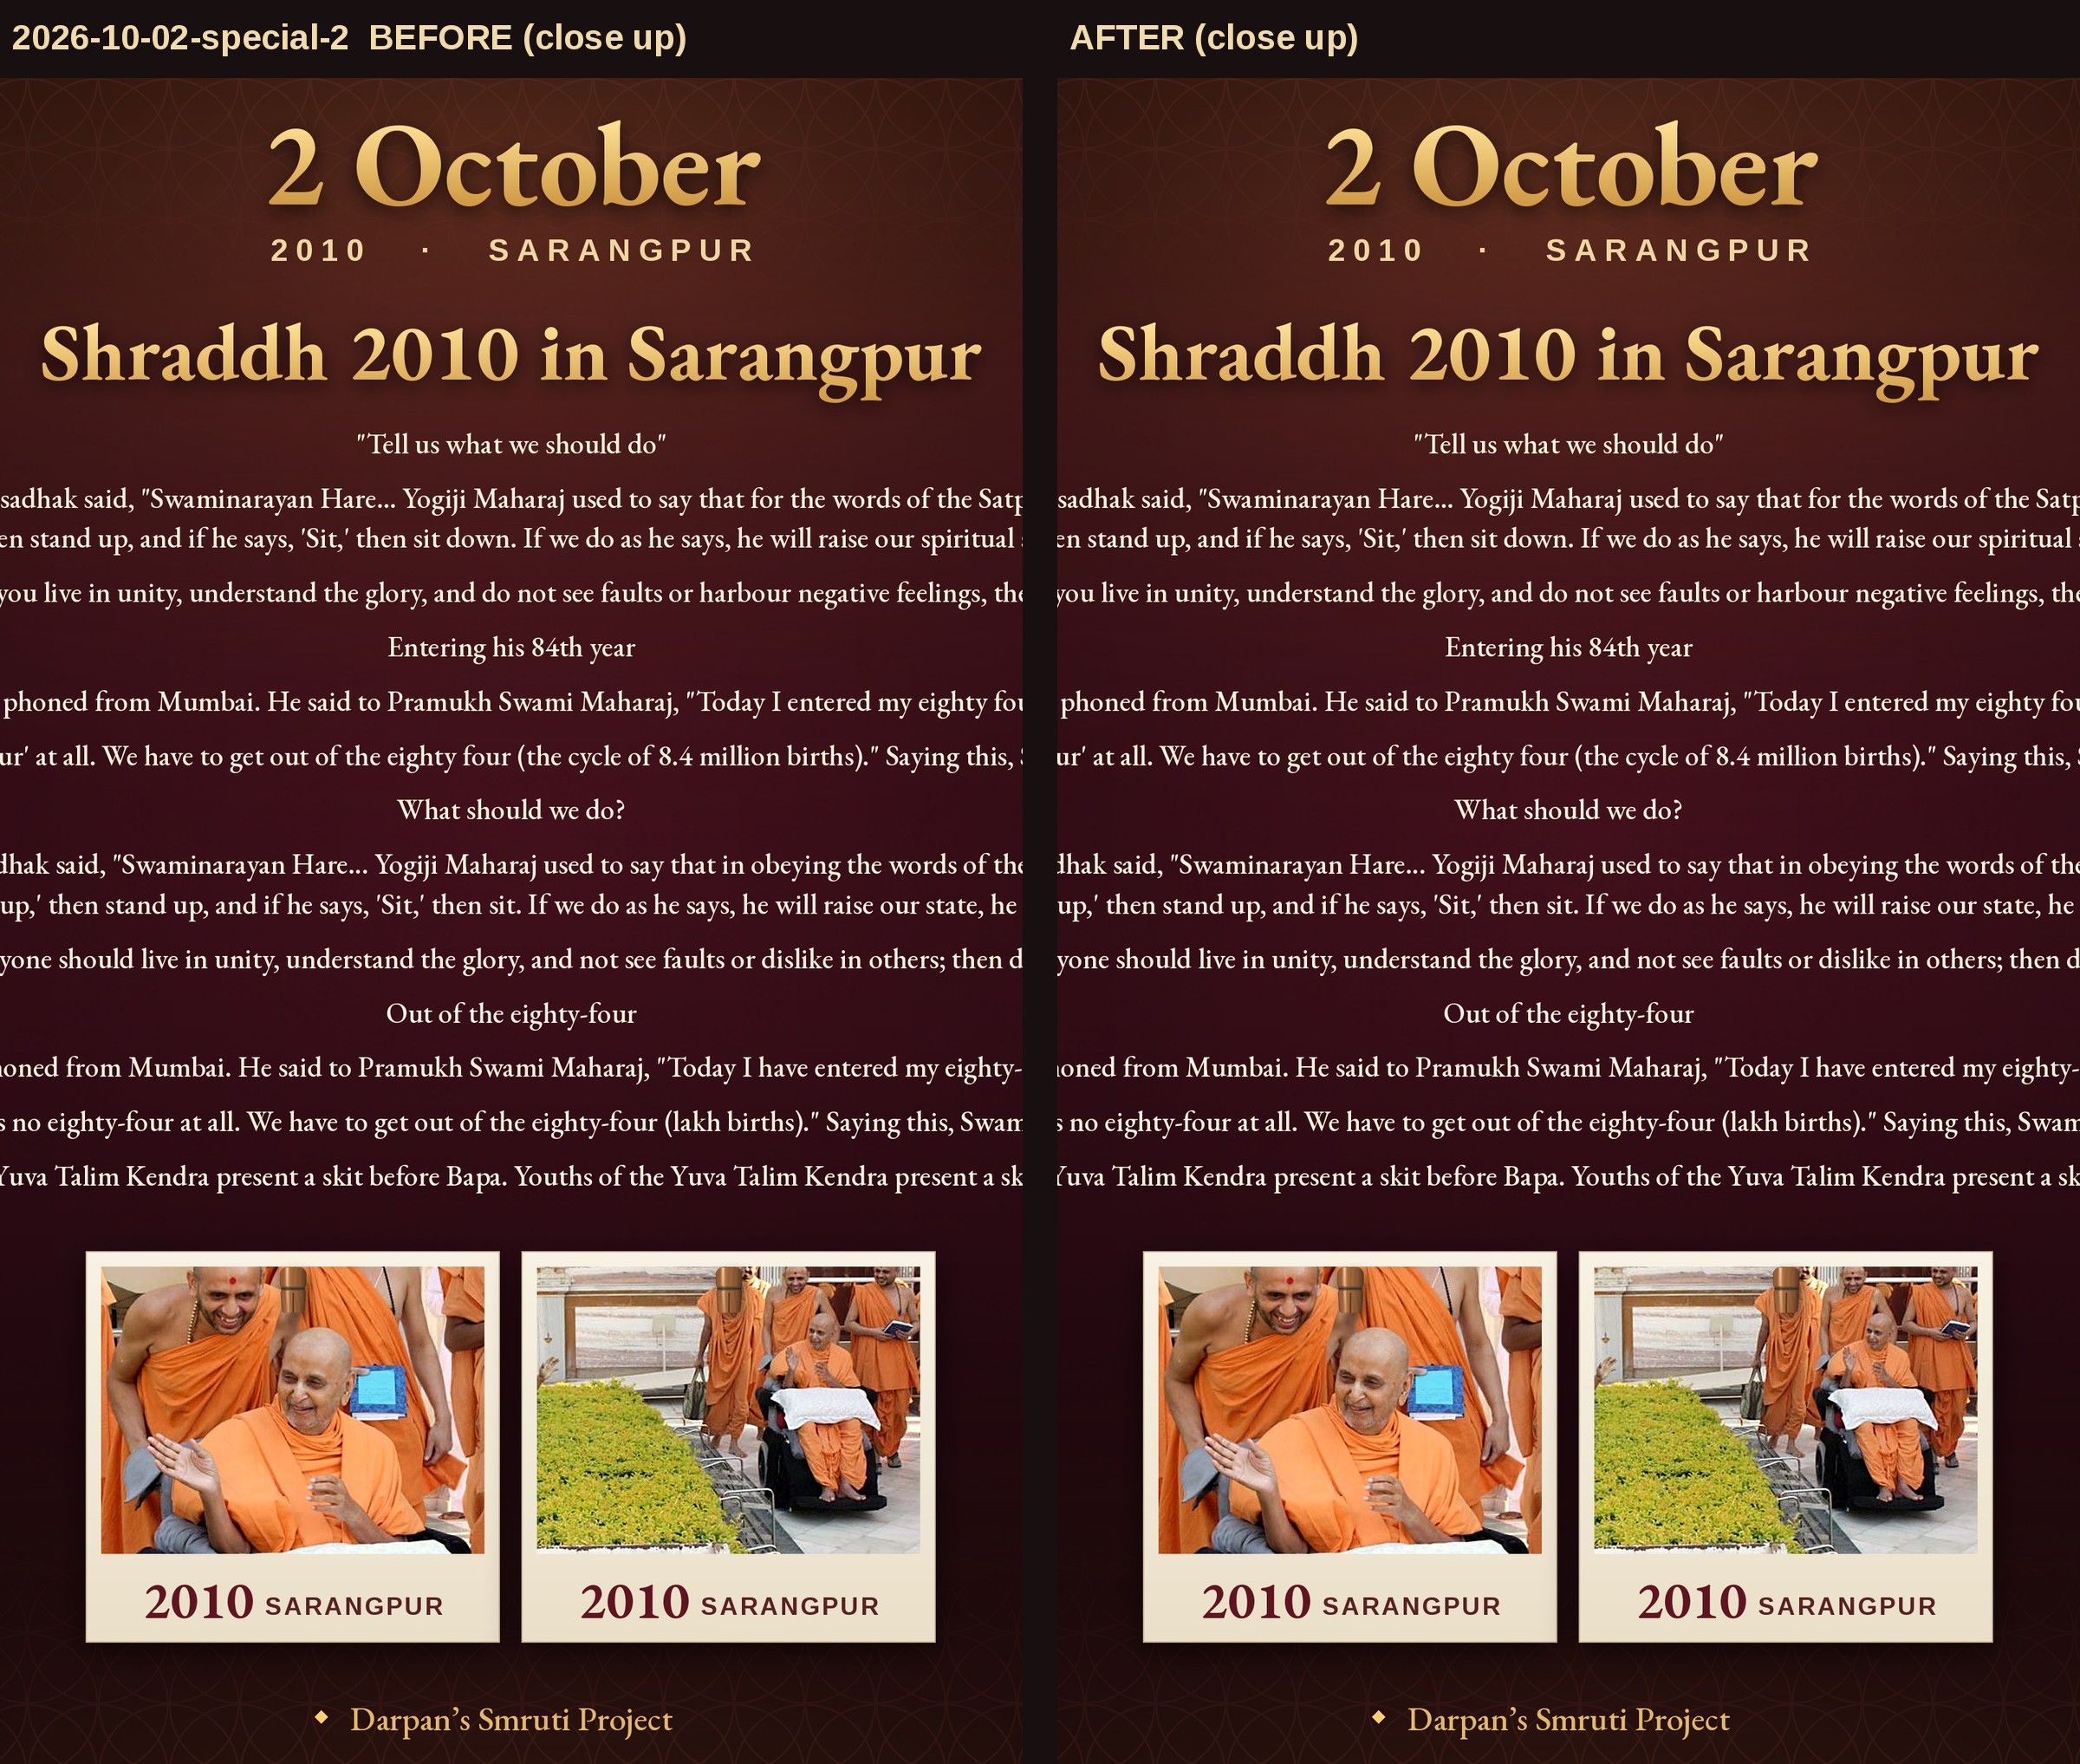 2026-10-02-special-2 BEFORE (close up)
2 October
2010 · SARANGPUR
Shraddh 2010 in Sarangpur
"Tell us what we should do"
sadhak said, "Swaminarayan Hare... Yogiji Maharaj used to say that for the words of the
stand up, and if he says, 'Sit,' then sit down. If we do as he says, he will raise our spiritual
you live in unity, understand the glory, and do not see faults or harbour negative feelings,
Entering his 84th year
phoned from Mumbai. He said to Pramukh Swami Maharaj, "Today I entered my eighty
at all. We have to get out of the eighty four (the cycle of 8.4 million births)." Saying this,
What should we do?
said, "Swaminarayan Hare... Yogiji Maharaj used to say that in obeying the words of the
up,' then stand up, and if he says, 'Sit,' then sit. If we do as he says, he will raise our state, he
should live in unity, understand the glory, and not see faults or dislike in others; then
Out of the eighty-four
from Mumbai. He said to Pramukh Swami Maharaj, "Today I have entered my eighty-
no eighty-four at all. We have to get out of the eighty-four (lakh births)." Saying this,
Yuva Talim Kendra present a skit before Bapa. Youths of the Yuva Talim Kendra present a
2010 SARANGPUR
2010 SARANGPUR
Darpan’s Smruti Project
AFTER (close up)
2 October
2010 · SARANGPUR
Shraddh 2010 in Sarangpur
"Tell us what we should do"
sadhak said, "Swaminarayan Hare... Yogiji Maharaj used to say that for the words of the
stand up, and if he says, 'Sit,' then sit down. If we do as he says, he will raise our spiritual
you live in unity, understand the glory, and do not see faults or harbour negative feelings,
Entering his 84th year
phoned from Mumbai. He said to Pramukh Swami Maharaj, "Today I entered my eighty
at all. We have to get out of the eighty four (the cycle of 8.4 million births)." Saying this,
What should we do?
said, "Swaminarayan Hare... Yogiji Maharaj used to say that in obeying the words of the
up,' then stand up, and if he says, 'Sit,' then sit. If we do as he says, he will raise our state, he
should live in unity, understand the glory, and not see faults or dislike in others; then
Out of the eighty-four
from Mumbai. He said to Pramukh Swami Maharaj, "Today I have entered my eighty-
no eighty-four at all. We have to get out of the eighty-four (lakh births)." Saying this,
Yuva Talim Kendra present a skit before Bapa. Youths of the Yuva Talim Kendra present a
2010 SARANGPUR
2010 SARANGPUR
Darpan’s Smruti Project